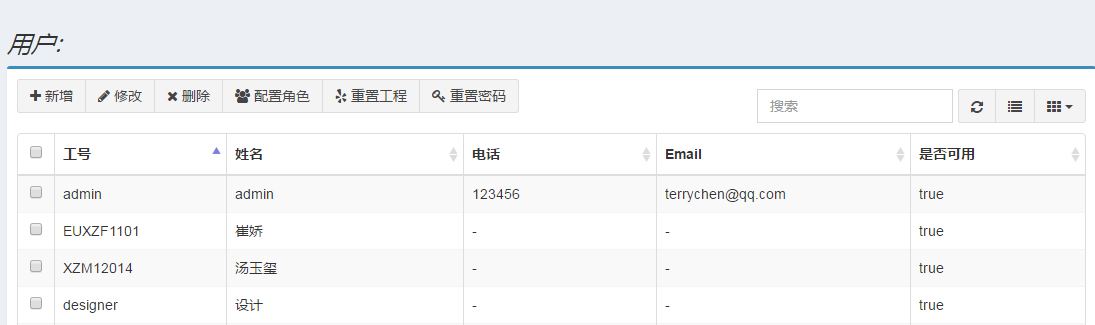 用户:
新增 修改 删除 配置角色 重置工程 重置密码 搜索
工号 姓名 电话 Email 是否可用
admin admin 123456 terrychen@qq.com true
EUXZF1101 崔娇 - - true
XZM12014 汤玉玺 - - true
designer 设计 - - true